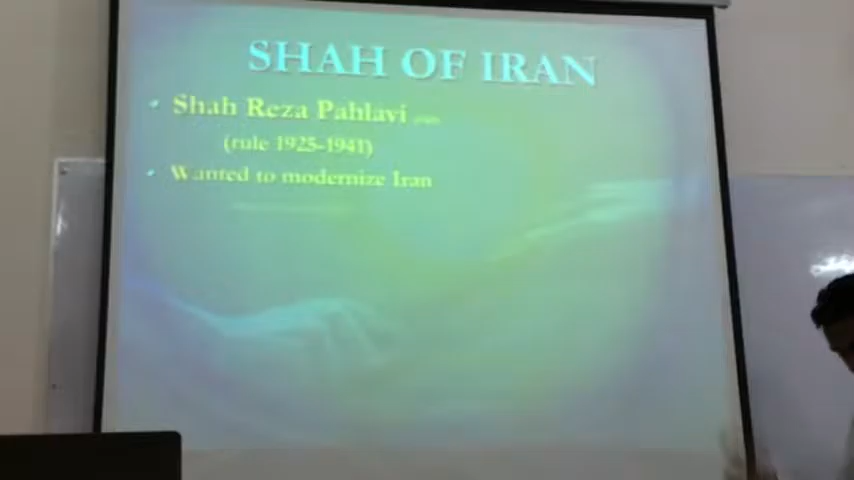 SHAH OF IRAN
• Shah Reza Pahlavi
(rule 1925-1941)
• Wanted to modernize Iran